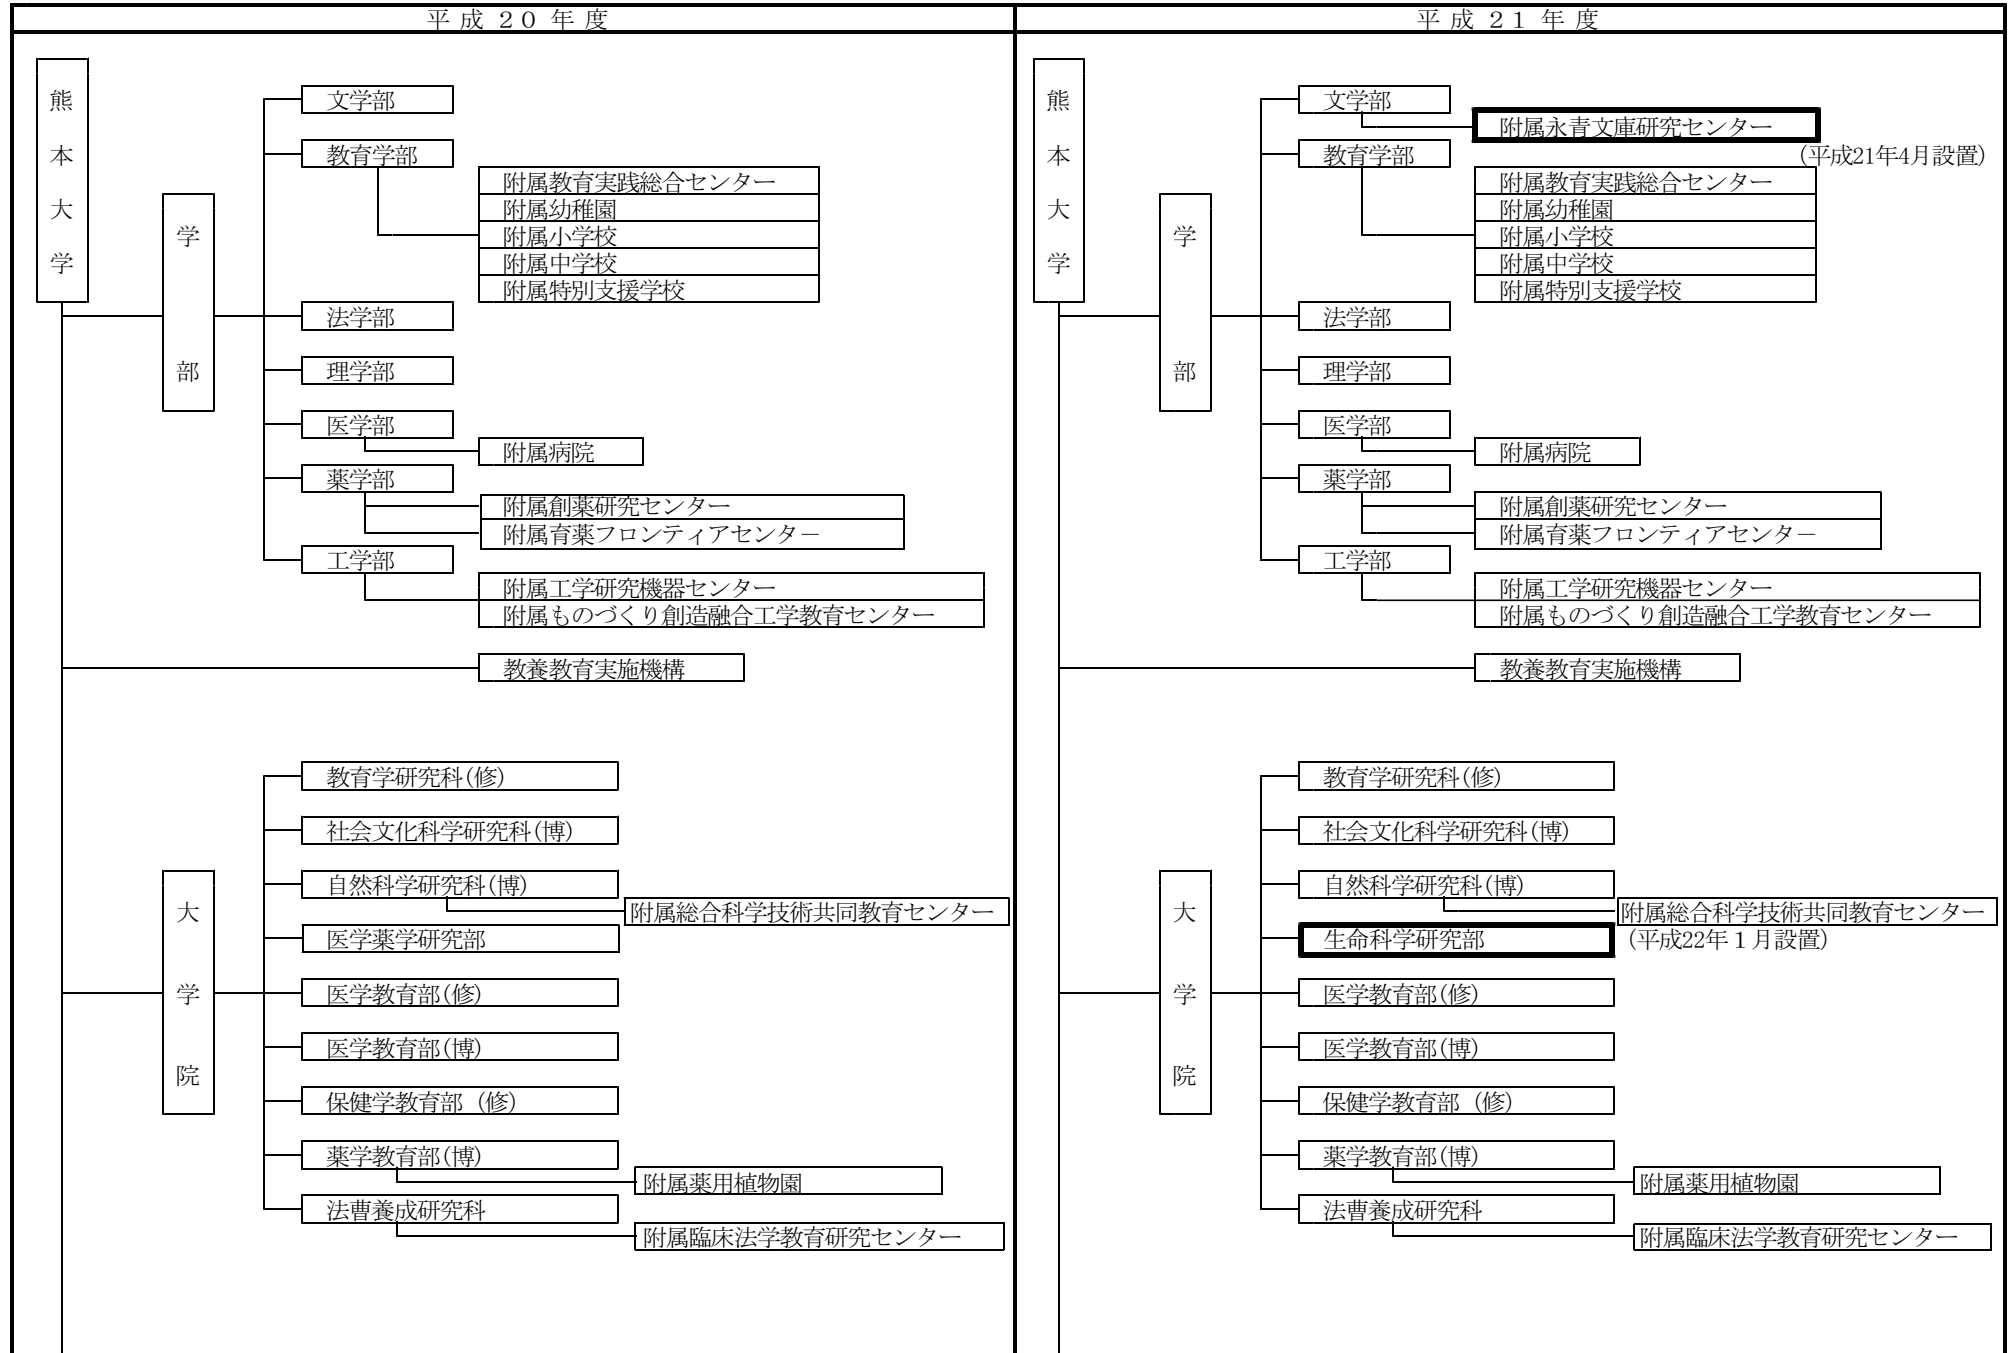 平成２０年度
熊本大学
学部
文学部
教育学部
附属教育実践総合センター
附属幼稚園
附属小学校
附属中学校
附属特別支援学校
法学部
理学部
医学部
附属病院
薬学部
附属創薬研究センター
附属育薬フロンティアセンター
工学部
附属工学研究機器センター
附属ものづくり創造融合工学教育センター
教養教育実施機構
大学院
教育学研究科(修)
社会文化科学研究科(博)
自然科学研究科(博)
附属総合科学技術共同教育センター
医学薬学研究部
医学教育部(修)
医学教育部(博)
保健学教育部（修)
薬学教育部(博)
附属薬用植物園
法曹養成研究科
附属臨床法学教育研究センター
平成２１年度
熊本大学
学部
文学部
附属永青文庫研究センター
(平成21年4月設置)
教育学部
附属教育実践総合センター
附属幼稚園
附属小学校
附属中学校
附属特別支援学校
法学部
理学部
医学部
附属病院
薬学部
附属創薬研究センター
附属育薬フロンティアセンター
工学部
附属工学研究機器センター
附属ものづくり創造融合工学教育センター
教養教育実施機構
大学院
教育学研究科(修)
社会文化科学研究科(博)
自然科学研究科(博)
附属総合科学技術共同教育センター
生命科学研究部
(平成22年１月設置)
医学教育部(修)
医学教育部(博)
保健学教育部（修)
薬学教育部(博)
附属薬用植物園
法曹養成研究科
附属臨床法学教育研究センター